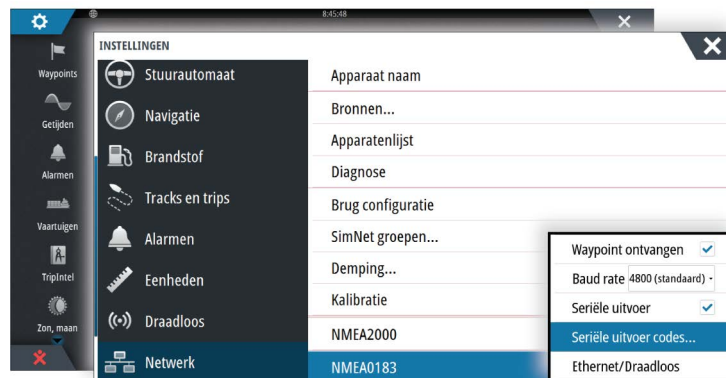 8:45:48
INSTELLINGEN
Waypoints
Getijden
Alarmen
Vaartuigen
TripIntel
Zon, maan
Stuurautomaat
Navigatie
Brandstof
Tracks en trips
Alarmen
Eenheden
Draadloos
Netwerk
Apparaat naam
Bronnen...
Apparatenlijst
Diagnose
Brug configuratie
SimNet groepen...
Demping...
Kalibratie
NMEA2000
NMEA0183
Waypoint ontvangen
Baud rate 4800 (standaard)
Seriële uitvoer
Seriële uitvoer codes...
Ethernet/Draadloos